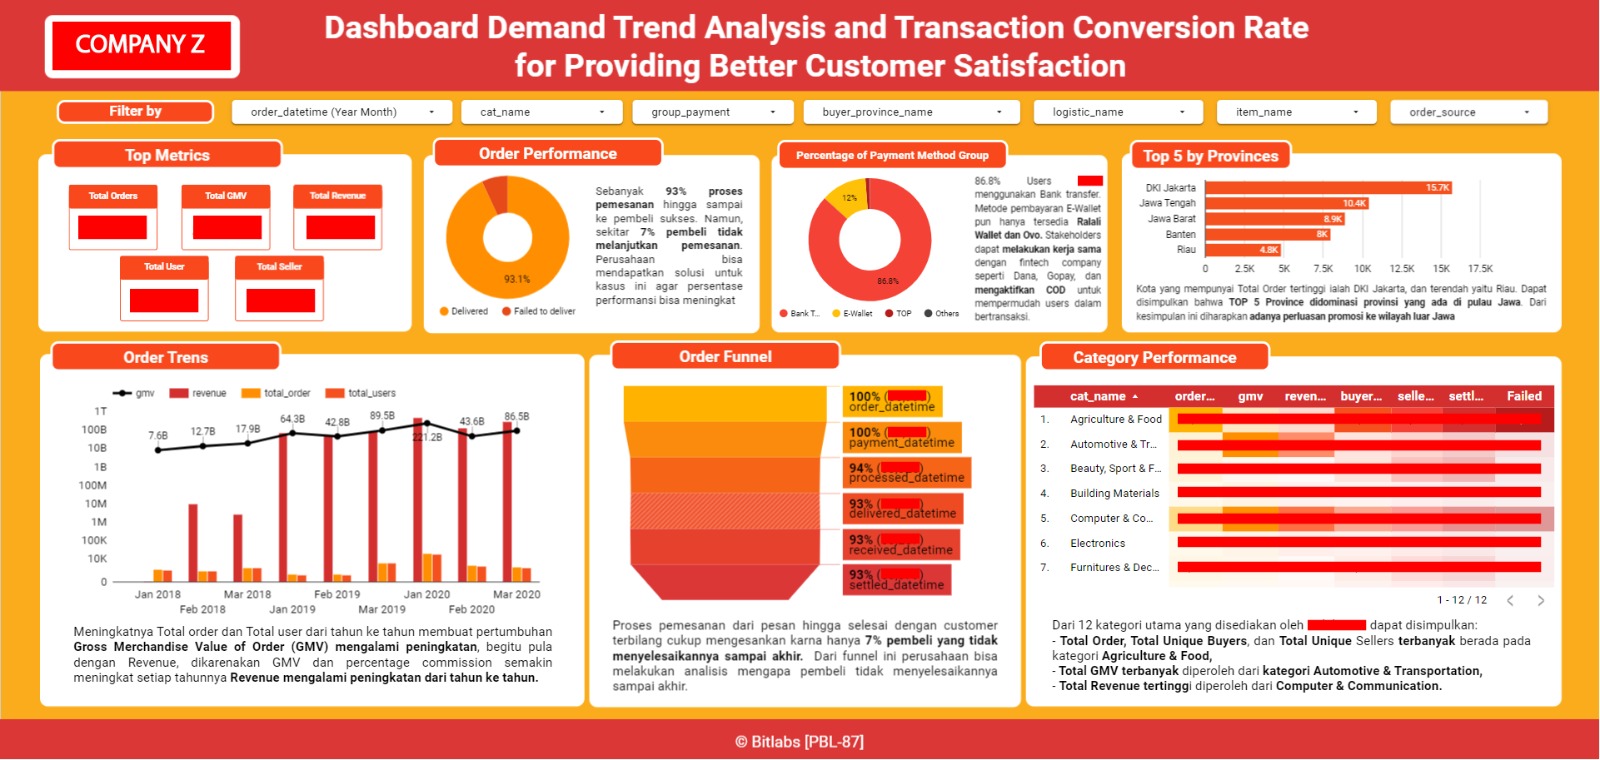 COMPANY Z
Dashboard Demand Trend Analysis and Transaction Conversion Rate
for Providing Better Customer Satisfaction
Filter by
order_datetime (Year Month)
cat_name
group_payment
buyer_province_name
logistic_name
item_name
order_source
Top Metrics
Total Orders
Total GMV
Total Revenue
Total User
Total Seller
Order Performance
93.1%
Delivered
Failed to deliver
Sebanyak 93% proses
pemesanan hingga sampai
ke pembeli sukses. Namun,
sekitar 7% pembeli tidak
melanjutkan pemesanan.
Perusahaan bisa
mendapatkan solusi untuk
kasus ini agar persentase
performansi bisa meningkat
Percentage of Payment Method Group
12%
86.8%
Bank T...
E-Wallet
TOP
Others
86.8% Users
menggunakan Bank transfer.
Metode pembayaran E-Wallet
pun hanya tersedia Ralali
Wallet dan Ovo. Stakeholders
dapat melakukan kerja sama
dengan fintech company
seperti Dana, Gopay, dan
mengaktifkan COD untuk
mempermudah users dalam
bertransaksi.
Top 5 by Provinces
DKI Jakarta 15.7K
Jawa Tengah 10.4K
Jawa Barat 8.9K
Banten 8K
Riau 4.8K
0 2.5K 5K 7.5K 10K 12.5K 15K 17.5K
Kota yang mempunyai Total Order tertinggi ialah DKI Jakarta, dan terendah yaitu Riau. Dapat
disimpulkan bahwa TOP 5 Province didominasi provinsi yang ada di pulau Jawa. Dari
kesimpulan ini diharapkan adanya perluasan promosi ke wilayah luar Jawa
Order Trens
gmv revenue total_order total_users
1T
100B
10B
1B
100M
10M
1M
100K
10K
0
7.6B
12.7B
17.9B
64.3B
42.8B
89.5B
221.2B
43.6B
86.5B
Jan 2018
Feb 2018
Mar 2018
Jan 2019
Feb 2019
Mar 2019
Jan 2020
Feb 2020
Mar 2020
Meningkatnya Total order dan Total user dari tahun ke tahun membuat pertumbuhan
Gross Merchandise Value of Order (GMV) mengalami peningkatan, begitu pula
dengan Revenue, dikarenakan GMV dan percentage commission semakin
meningkat setiap tahunnya Revenue mengalami peningkatan dari tahun ke tahun.
Order Funnel
100% ( )
order_datetime
100% ( )
payment_datetime
94% ( )
processed_datetime
93% ( )
delivered_datetime
93% ( )
received_datetime
93% ( )
settled_datetime
Proses pemesanan dari pesan hingga selesai dengan customer
terbilang cukup mengesankan karna hanya 7% pembeli yang tidak
menyelesaikannya sampai akhir. Dari funnel ini perusahaan bisa
melakukan analisis mengapa pembeli tidak menyelesaikannya
sampai akhir.
Category Performance
cat_name order... gmv reven... buyer... selle... settl... Failed
1. Agriculture & Food
2. Automotive & Tr...
3. Beauty, Sport & F...
4. Building Materials
5. Computer & Co...
6. Electronics
7. Furnitures & Dec...
1 - 12 / 12
Dari 12 kategori utama yang disediakan oleh dapat disimpulkan:
- Total Order, Total Unique Buyers, dan Total Unique Sellers terbanyak berada pada
kategori Agriculture & Food,
- Total GMV terbanyak diperoleh dari kategori Automotive & Transportation,
- Total Revenue tertinggi diperoleh dari Computer & Communication.
© Bitlabs [PBL-87]